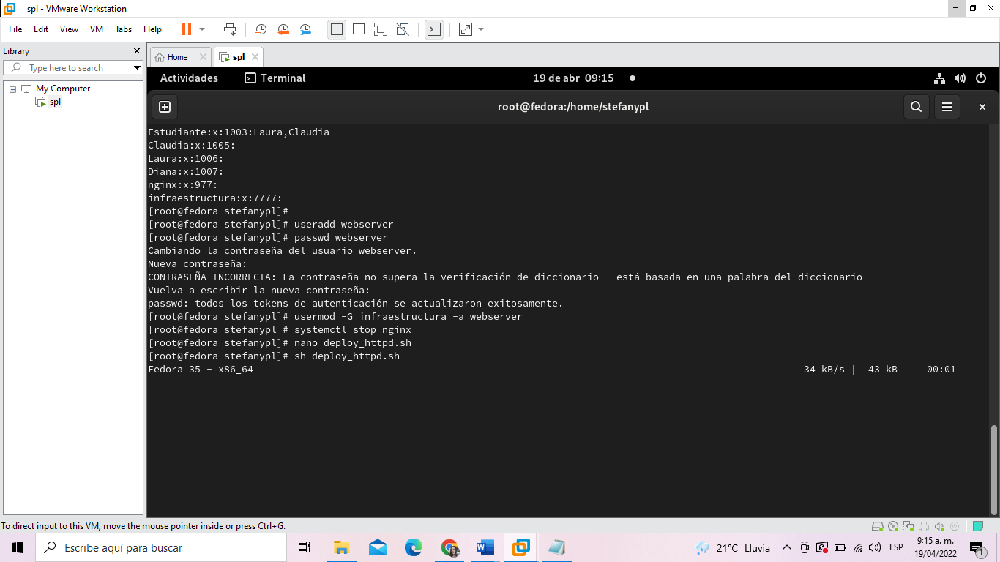 spl - VMware Workstation
File Edit View VM Tabs Help
Library
Type here to search
My Computer
spl
Home
spl
Actividades
Terminal
19 de abr 09:15
root@fedora:/home/stefanypl
Estudiante:x:1003:Laura,Claudia
Claudia:x:1005:
Laura:x:1006:
Diana:x:1007:
nginx:x:977:
infraestructura:x:7777:
[root@fedora stefanypl]#
[root@fedora stefanypl]# useradd webserver
[root@fedora stefanypl]# passwd webserver
Cambiando la contraseña del usuario webserver.
Nueva contraseña:
CONTRASEÑA INCORRECTA: La contraseña no supera la verificación de diccionario - está basada en una palabra del diccionario
Vuelva a escribir la nueva contraseña:
passwd: todos los tokens de autenticación se actualizaron exitosamente.
[root@fedora stefanypl]# usermod -G infraestructura -a webserver
[root@fedora stefanypl]# systemctl stop nginx
[root@fedora stefanypl]# nano deploy_httpd.sh
[root@fedora stefanypl]# sh deploy_httpd.sh
Fedora 35 - x86_64 34 kB/s | 43 kB 00:01
To direct input to this VM, move the mouse pointer inside or press Ctrl+G.
Escribe aquí para buscar
21°C Lluvia
ESP
9:15 a. m.
19/04/2022
1